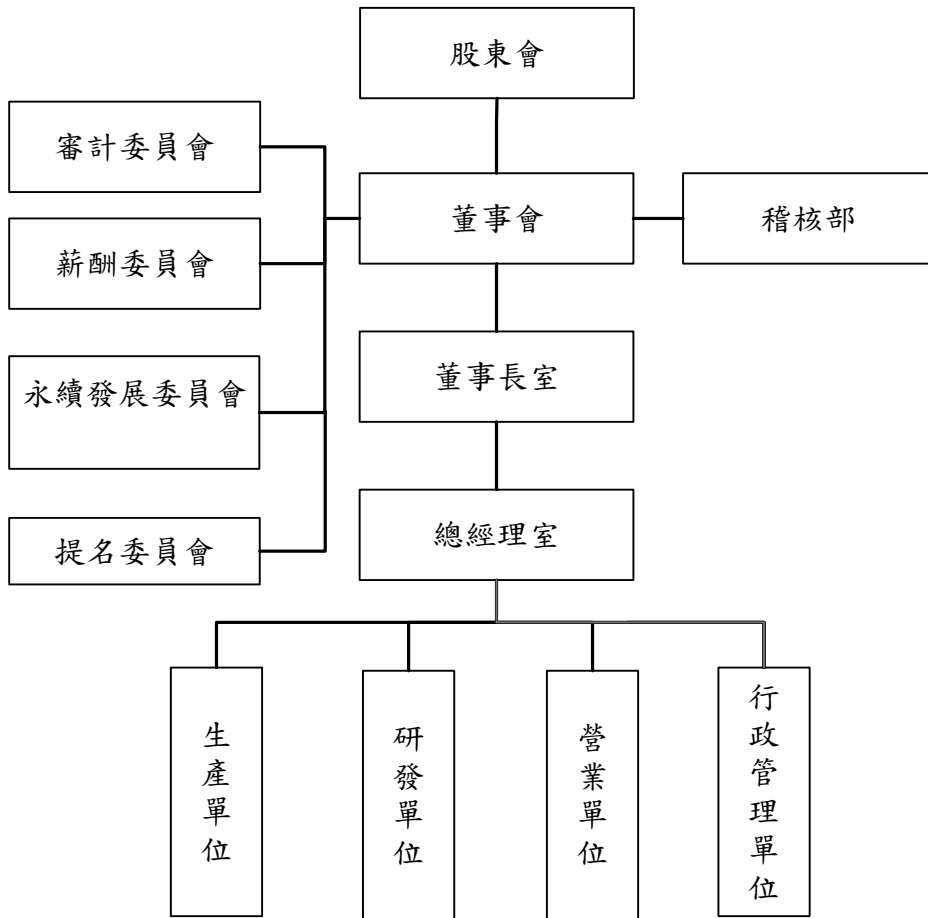 股東會
審計委員會
董事會
稽核部
薪酬委員會
董事長室
永續發展委員會
總經理室
提名委員會
生產單位
研發單位
營業單位
行政管理單位